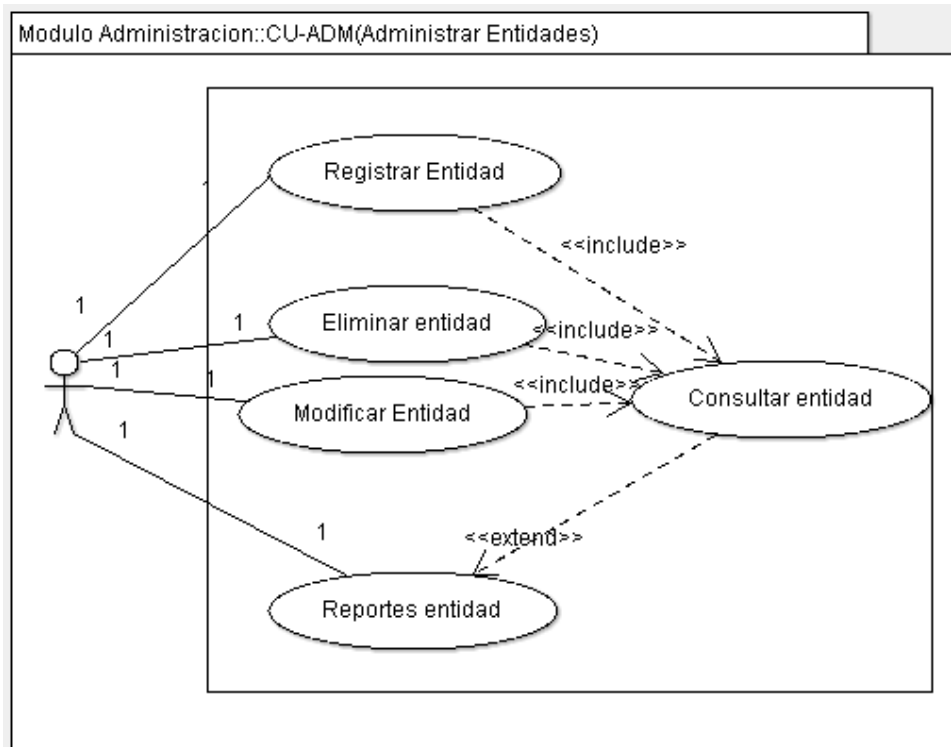 Modulo Administracion::CU-ADM(Administrar Entidades)
Registrar Entidad
<<include>>
1
1
1
Eliminar entidad
<<include>>
1
1
Modificar Entidad
<<include>>
Consultar entidad
1
1
<<extend>>
Reportes entidad